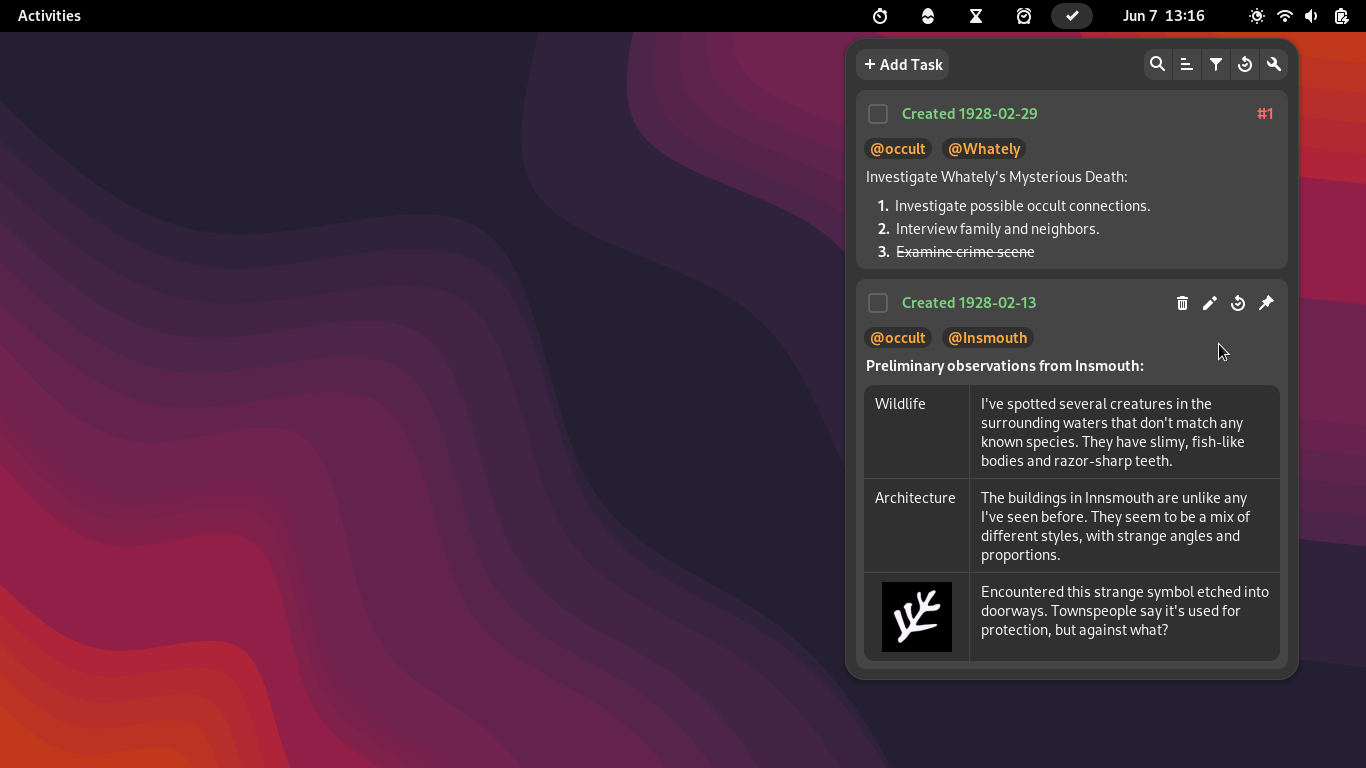 Activities
Jun 7 13:16
Add Task
Created 1928-02-29 #1
@occult @Whately
Investigate Whately's Mysterious Death:
1. Investigate possible occult connections.
2. Interview family and neighbors.
3. Examine crime scene
Created 1928-02-13
@occult @Insmouth
Preliminary observations from Insmouth:
Wildlife
I've spotted several creatures in the
surrounding waters that don't match any
known species. They have slimy, fish-like
bodies and razor-sharp teeth.
Architecture
The buildings in Innsmouth are unlike any
I've seen before. They seem to be a mix of
different styles, with strange angles and
proportions.
Encountered this strange symbol etched into
doorways. Townspeople say it's used for
protection, but against what?